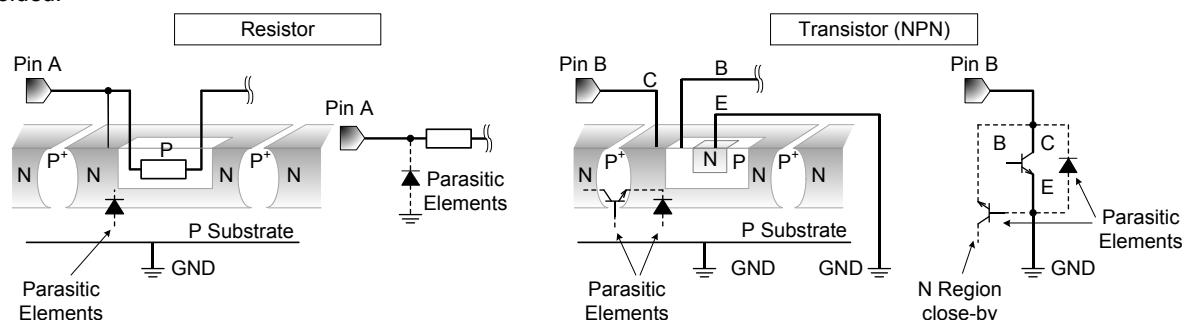 Resistor
Pin A
P
N P+ N N P+ N
Parasitic
Elements
P Substrate
GND
Pin A
Parasitic
Elements
Transistor (NPN)
Pin B
C
B
E
N P+ N N P N P+ N
Parasitic
Elements
P Substrate
GND
GND
Pin B
B
C
E
Parasitic
Elements
GND
N Region
close-by